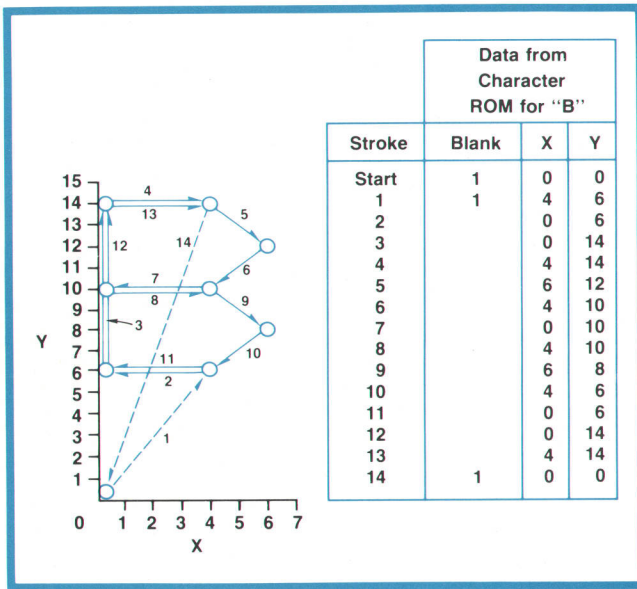 Data from
Character
ROM for “B”
Stroke Blank X Y
Start 1 0 0
1 1 4 6
2 0 6
3 0 14
4 4 14
5 6 12
6 4 10
7 0 10
8 4 10
9 6 8
10 4 6
11 0 6
12 0 14
13 4 14
14 1 0 0
15
14
13
12
11
10
9
8
7
6
5
4
3
2
1
Y
0 1 2 3 4 5 6 7
X
4
13
5
14
12
6
7
8
9
3
10
11
2
1